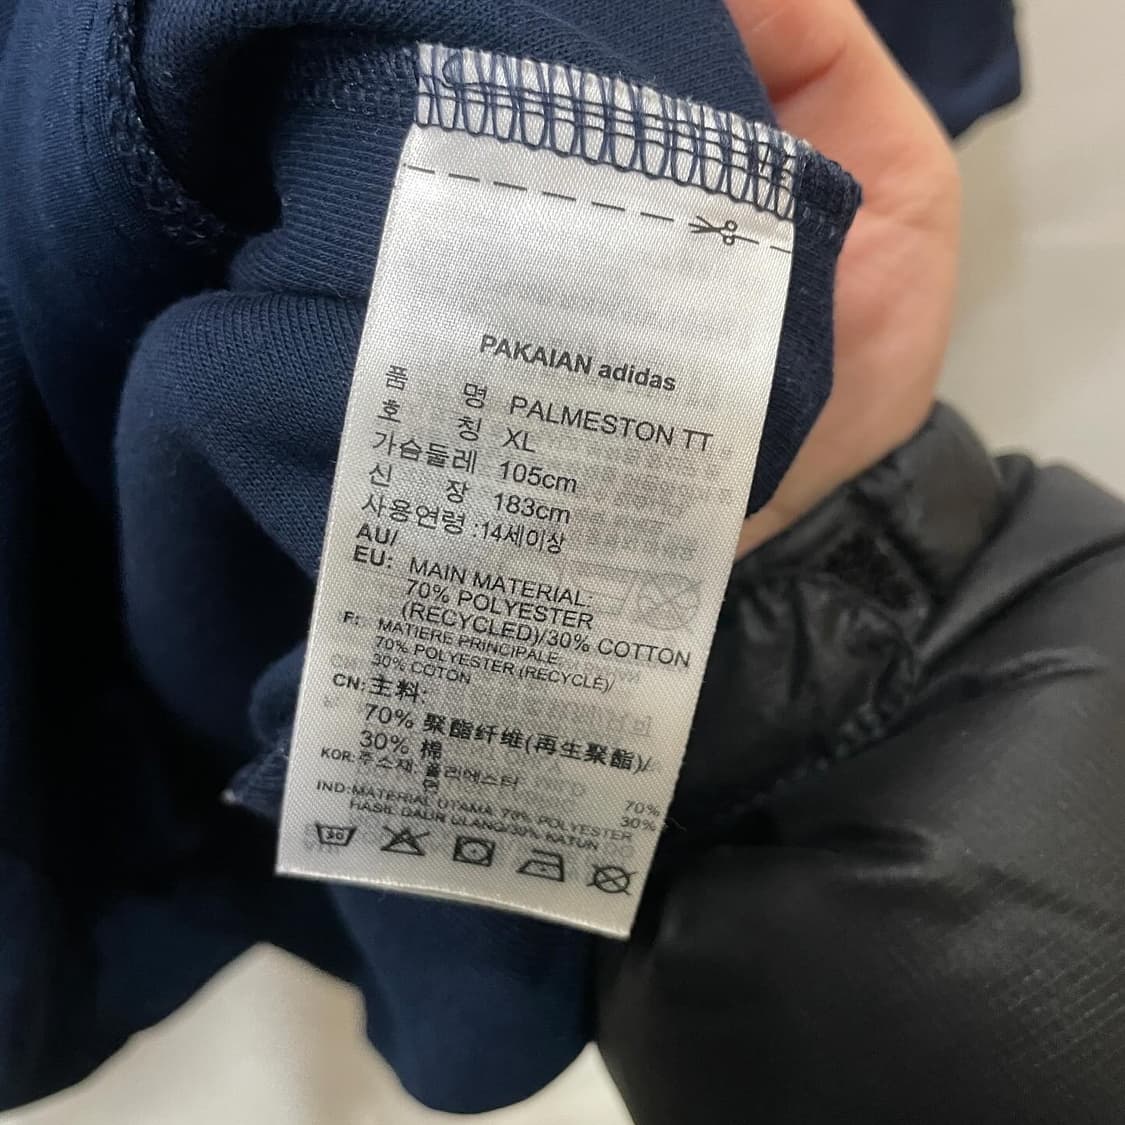 PAKAIAN adidas
품 명 PALMESTON TT
호 칭 XL
가슴둘레 105cm
신 장 183cm
사용연령 :14세이상
AU/
EU: MAIN MATERIAL:
70% POLYESTER
(RECYCLED)/30% COTTON
F: MATIERE PRINCIPALE:
70% POLYESTER (RECYCLE)/
30% COTON
CN: 主料:
70% 聚酯纤维(再生聚酯)/
30% 棉
KOR: 주소재: 폴리에스터 70%
면 30%
IND: MATERIAL UTAMA: 70% POLYESTER
HASIL DAUR ULANG/30% KATUN
30